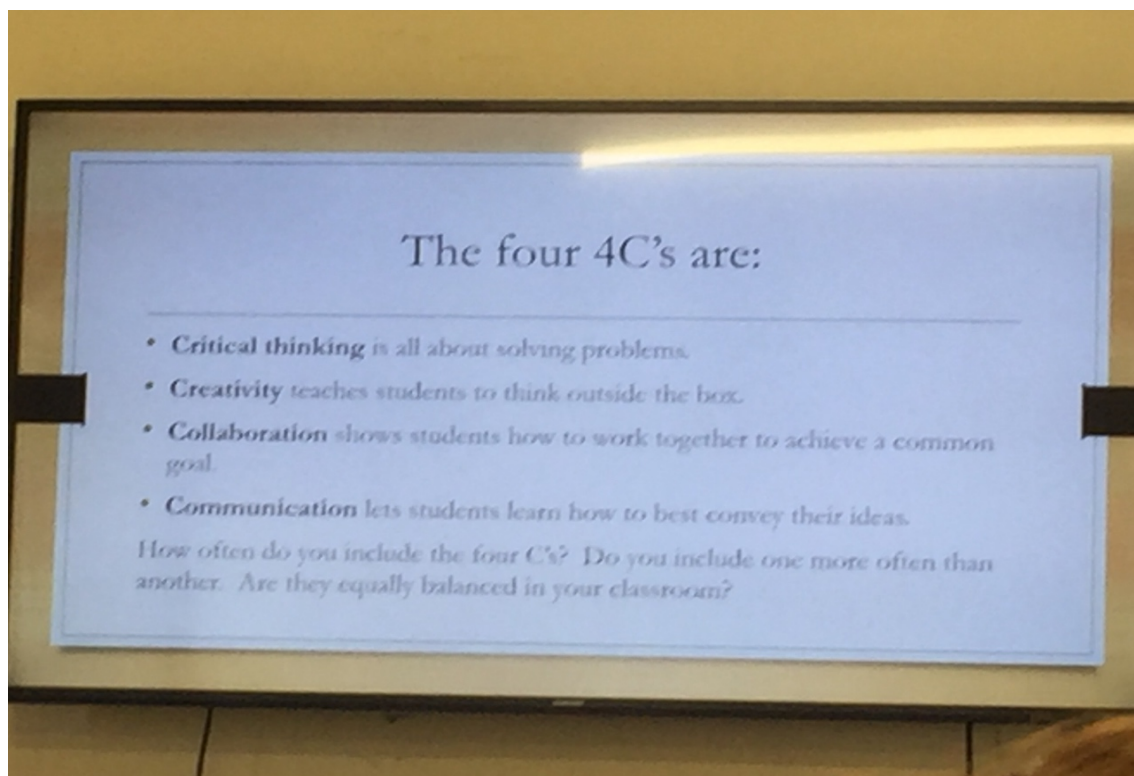 The four 4C's are:
• Critical thinking is all about solving problems.
• Creativity teaches students to think outside the box.
• Collaboration shows students how to work together to achieve a common
goal.
• Communication lets students learn how to best convey their ideas.
How often do you include the four C's? Do you include one more often than
another. Are they equally balanced in your classroom?